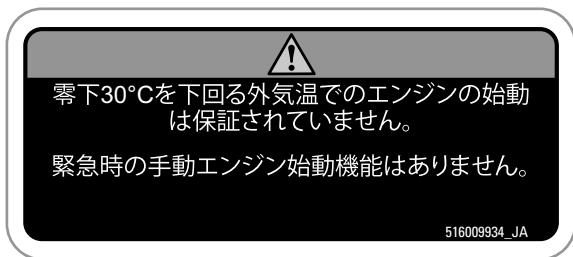 零下30°Cを下回る外気温でのエンジンの始動
は保証されていません。
緊急時の手動エンジン始動機能はありません。
516009934_JA